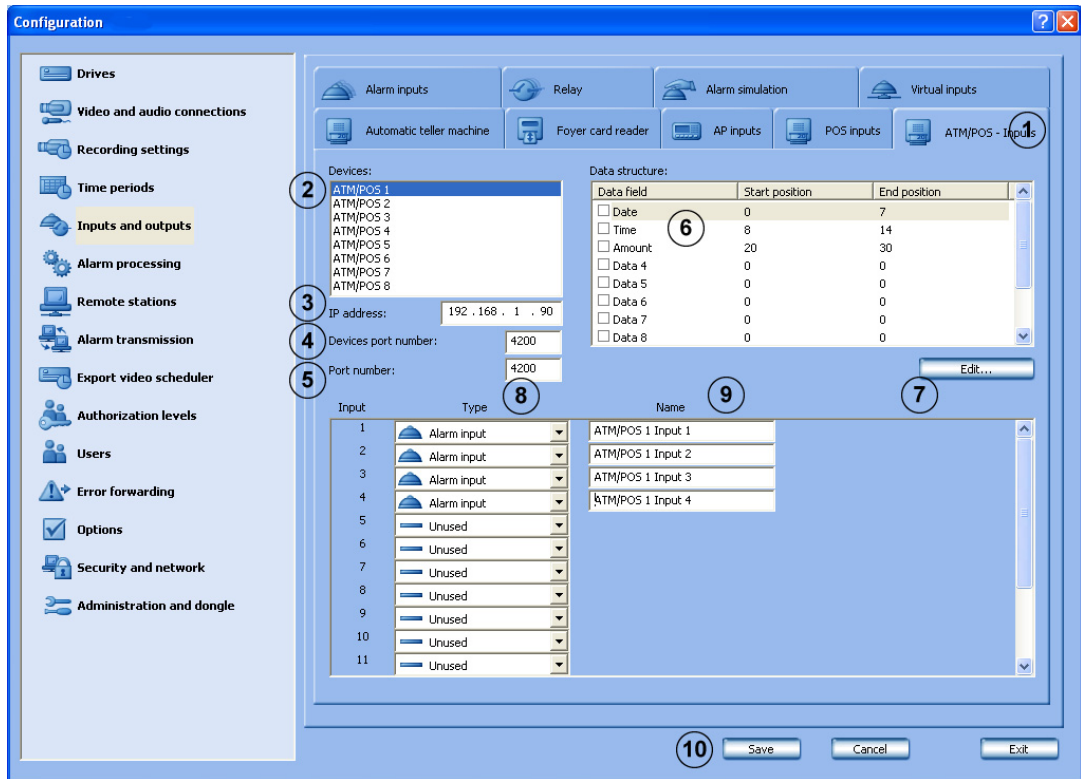 Configuration
Drives
Video and audio connections
Recording settings
Time periods
Inputs and outputs
Alarm processing
Remote stations
Alarm transmission
Export video scheduler
Authorization levels
Users
Error forwarding
Options
Security and network
Administration and dongle
Alarm inputs Relay Alarm simulation Virtual inputs
Automatic teller machine Foyer card reader AP inputs POS inputs ATM/POS - Inputs 1
Devices:
2
ATM/POS 1
ATM/POS 2
ATM/POS 3
ATM/POS 4
ATM/POS 5
ATM/POS 6
ATM/POS 7
ATM/POS 8
3 IP address: 192 .168 . 1 . 90
4 Devices port number: 4200
5 Port number: 4200
Data structure:
Data field Start position End position
Date 0 7
6
Time 8 14
Amount 20 30
Data 4 0 0
Data 5 0 0
Data 6 0 0
Data 7 0 0
Data 8 0 0
Edit...
7
Input Type 8 Name 9
1 Alarm input ATM/POS 1 Input 1
2 Alarm input ATM/POS 1 Input 2
3 Alarm input ATM/POS 1 Input 3
4 Alarm input ATM/POS 1 Input 4
5 Unused
6 Unused
7 Unused
8 Unused
9 Unused
10 Unused
11 Unused
10 Save Cancel Exit